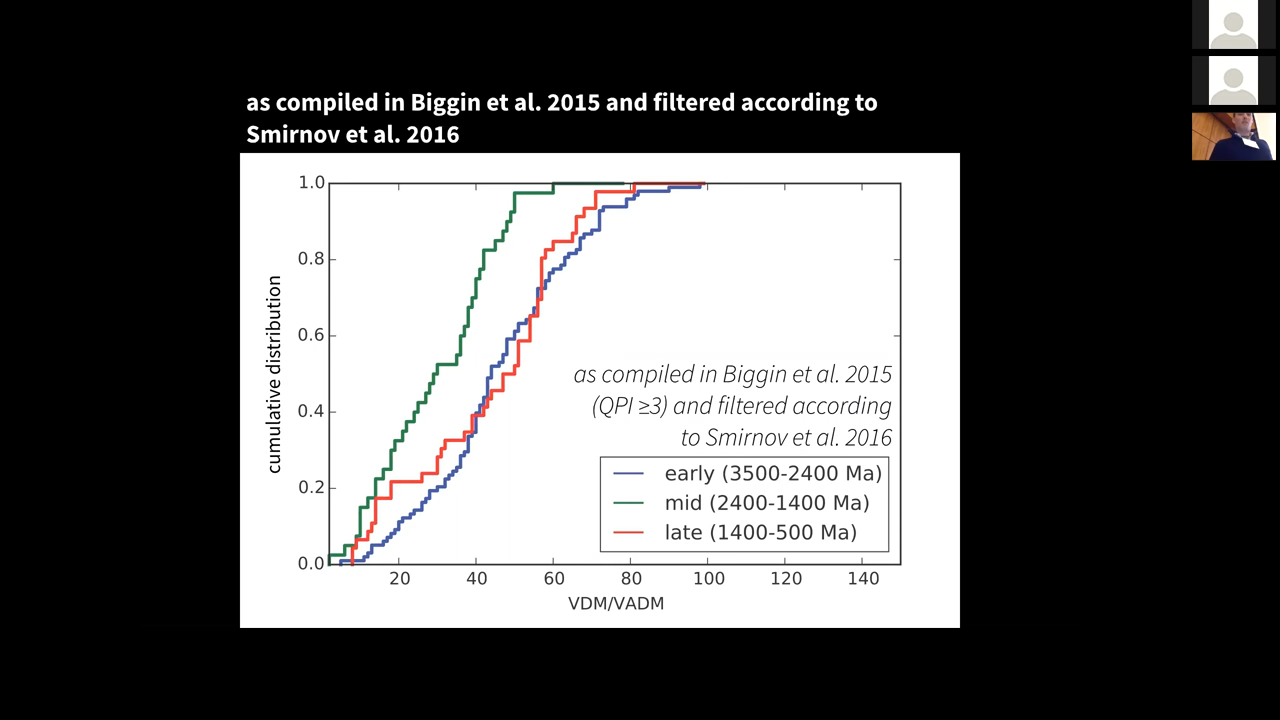 as compiled in Biggin et al. 2015 and filtered according to
Smirnov et al. 2016
1.0
0.8
0.6
0.4
0.2
0.0
cumulative distribution
as compiled in Biggin et al. 2015
(QPI ≥3) and filtered according
to Smirnov et al. 2016
early (3500-2400 Ma)
mid (2400-1400 Ma)
late (1400-500 Ma)
20 40 60 80 100 120 140
VDM/VADM